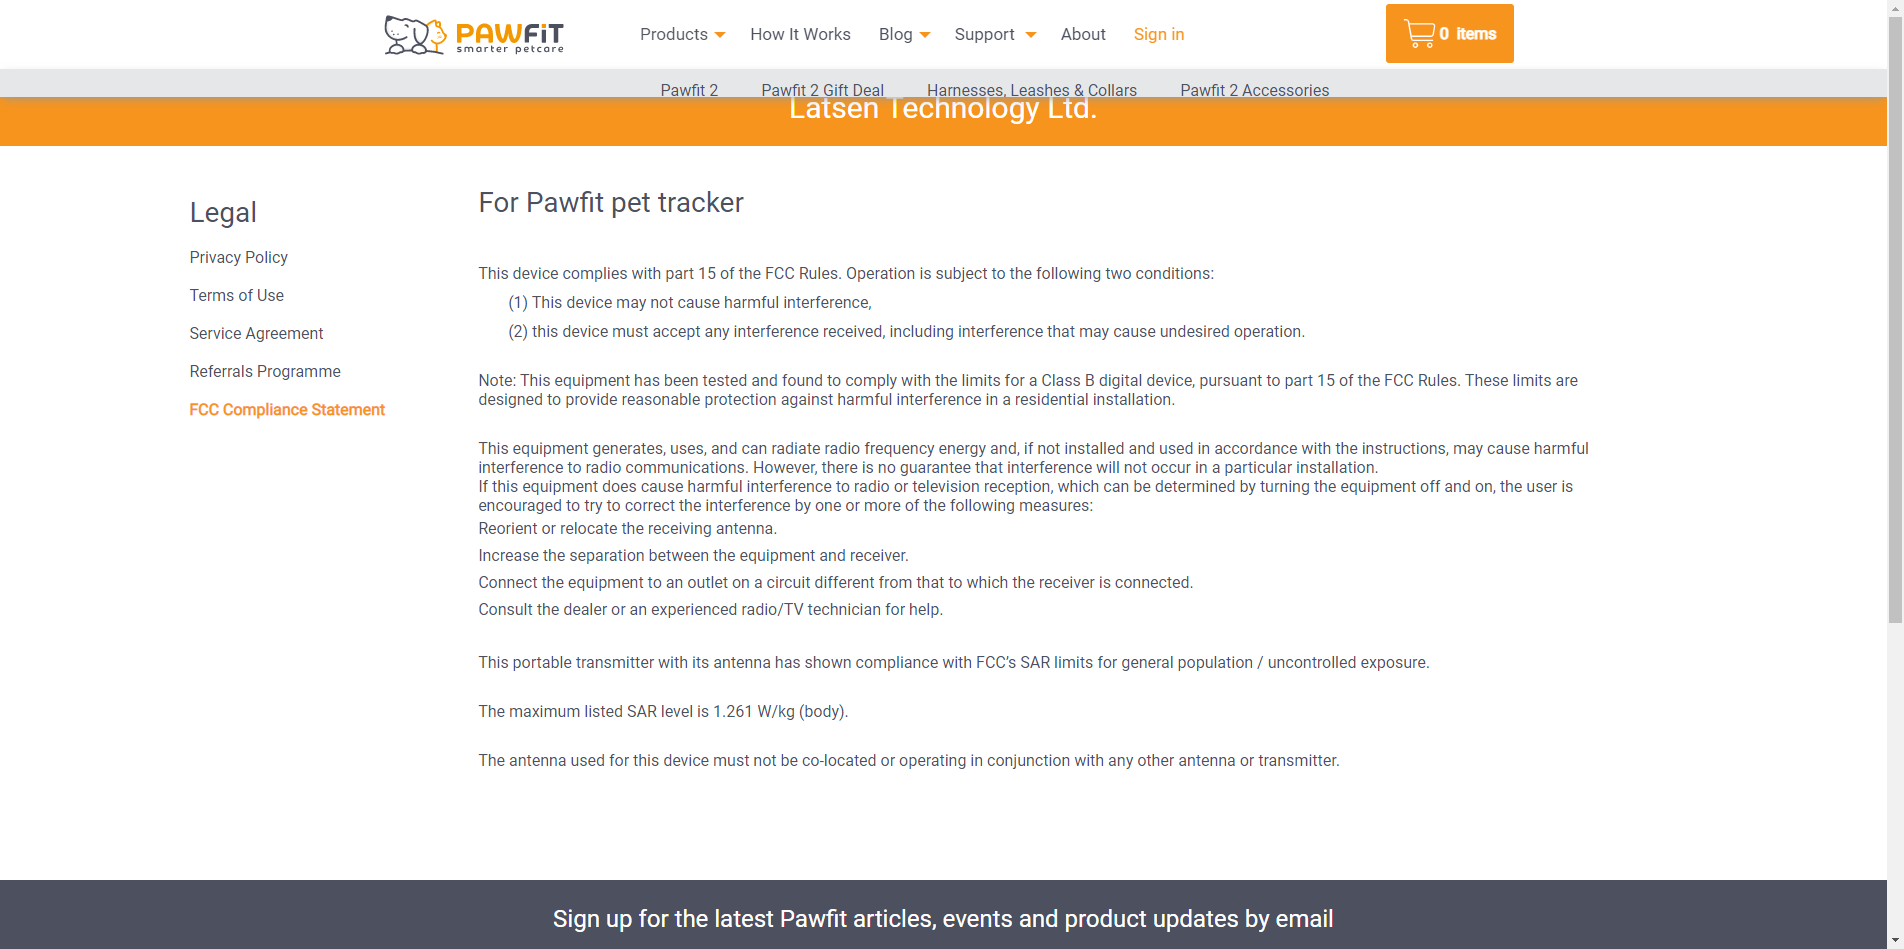 PAWFiT
smarter petcare
Products
How It Works
Blog
Support
About
Sign in
0 items
Pawfit 2
Pawfit 2 Gift Deal
Harnesses, Leashes & Collars
Pawfit 2 Accessories
Latsen Technology Ltd.
Legal
Privacy Policy
Terms of Use
Service Agreement
Referrals Programme
FCC Compliance Statement
For Pawfit pet tracker
This device complies with part 15 of the FCC Rules. Operation is subject to the following two conditions:
(1) This device may not cause harmful interference,
(2) this device must accept any interference received, including interference that may cause undesired operation.
Note: This equipment has been tested and found to comply with the limits for a Class B digital device, pursuant to part 15 of the FCC Rules. These limits are
designed to provide reasonable protection against harmful interference in a residential installation.
This equipment generates, uses, and can radiate radio frequency energy and, if not installed and used in accordance with the instructions, may cause harmful
interference to radio communications. However, there is no guarantee that interference will not occur in a particular installation.
If this equipment does cause harmful interference to radio or television reception, which can be determined by turning the equipment off and on, the user is
encouraged to try to correct the interference by one or more of the following measures:
Reorient or relocate the receiving antenna.
Increase the separation between the equipment and receiver.
Connect the equipment to an outlet on a circuit different from that to which the receiver is connected.
Consult the dealer or an experienced radio/TV technician for help.
This portable transmitter with its antenna has shown compliance with FCC’s SAR limits for general population / uncontrolled exposure.
The maximum listed SAR level is 1.261 W/kg (body).
The antenna used for this device must not be co-located or operating in conjunction with any other antenna or transmitter.
Sign up for the latest Pawfit articles, events and product updates by email